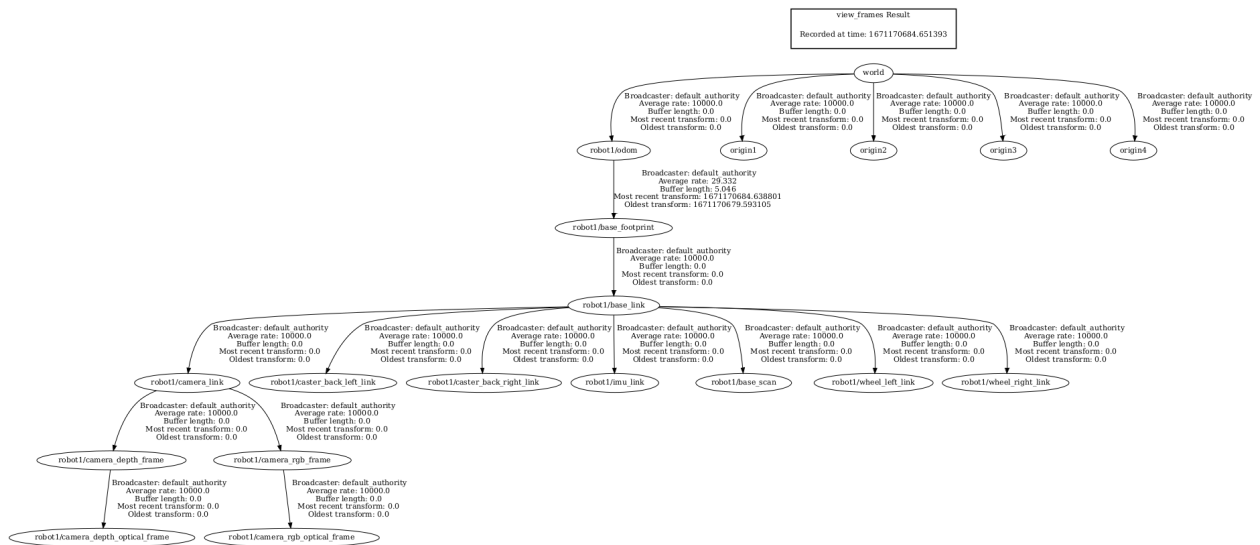 view_frames Result
Recorded at time: 1671170684.651393
world
Broadcaster: default_authority
Average rate: 10000.0
Buffer length: 0.0
Most recent transform: 0.0
Oldest transform: 0.0
Broadcaster: default_authority
Average rate: 10000.0
Buffer length: 0.0
Most recent transform: 0.0
Oldest transform: 0.0
Broadcaster: default_authority
Average rate: 10000.0
Buffer length: 0.0
Most recent transform: 0.0
Oldest transform: 0.0
Broadcaster: default_authority
Average rate: 10000.0
Buffer length: 0.0
Most recent transform: 0.0
Oldest transform: 0.0
Broadcaster: default_authority
Average rate: 10000.0
Buffer length: 0.0
Most recent transform: 0.0
Oldest transform: 0.0
robot1/odom
origin1
origin2
origin3
origin4
Broadcaster: default_authority
Average rate: 29.332
Buffer length: 5.046
Most recent transform: 1671170684.638801
Oldest transform: 1671170679.593105
robot1/base_footprint
Broadcaster: default_authority
Average rate: 10000.0
Buffer length: 0.0
Most recent transform: 0.0
Oldest transform: 0.0
robot1/base_link
Broadcaster: default_authority
Average rate: 10000.0
Buffer length: 0.0
Most recent transform: 0.0
Oldest transform: 0.0
Broadcaster: default_authority
Average rate: 10000.0
Buffer length: 0.0
Most recent transform: 0.0
Oldest transform: 0.0
Broadcaster: default_authority
Average rate: 10000.0
Buffer length: 0.0
Most recent transform: 0.0
Oldest transform: 0.0
Broadcaster: default_authority
Average rate: 10000.0
Buffer length: 0.0
Most recent transform: 0.0
Oldest transform: 0.0
Broadcaster: default_authority
Average rate: 10000.0
Buffer length: 0.0
Most recent transform: 0.0
Oldest transform: 0.0
Broadcaster: default_authority
Average rate: 10000.0
Buffer length: 0.0
Most recent transform: 0.0
Oldest transform: 0.0
Broadcaster: default_authority
Average rate: 10000.0
Buffer length: 0.0
Most recent transform: 0.0
Oldest transform: 0.0
robot1/camera_link
robot1/caster_back_left_link
robot1/caster_back_right_link
robot1/imu_link
robot1/base_scan
robot1/wheel_left_link
robot1/wheel_right_link
Broadcaster: default_authority
Average rate: 10000.0
Buffer length: 0.0
Most recent transform: 0.0
Oldest transform: 0.0
Broadcaster: default_authority
Average rate: 10000.0
Buffer length: 0.0
Most recent transform: 0.0
Oldest transform: 0.0
robot1/camera_depth_frame
robot1/camera_rgb_frame
Broadcaster: default_authority
Average rate: 10000.0
Buffer length: 0.0
Most recent transform: 0.0
Oldest transform: 0.0
Broadcaster: default_authority
Average rate: 10000.0
Buffer length: 0.0
Most recent transform: 0.0
Oldest transform: 0.0
robot1/camera_depth_optical_frame
robot1/camera_rgb_optical_frame